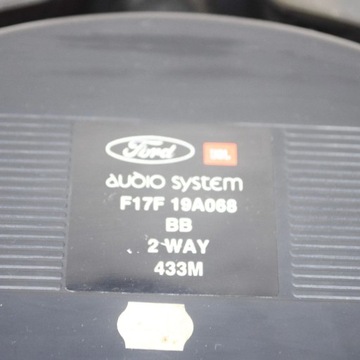 Ford JBL
AUDIO SYSTEM
F17F 19A068
BB
2 WAY
433M